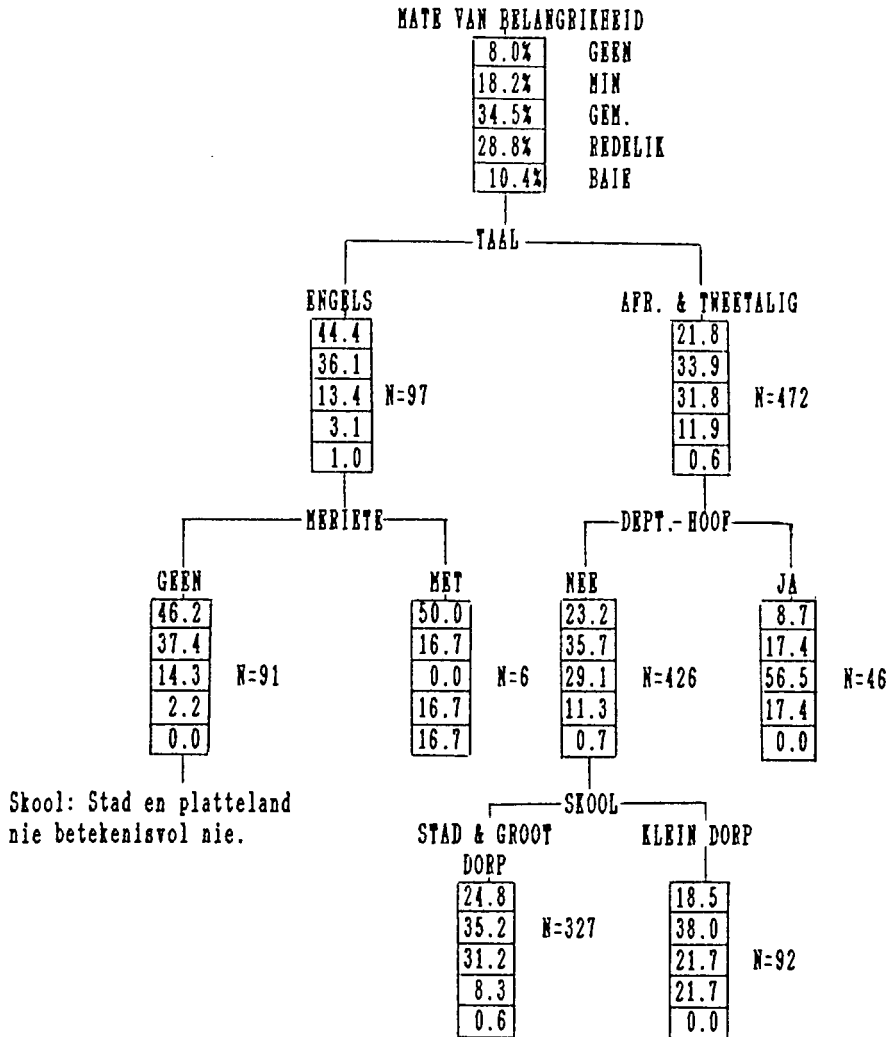 MATE VAN BELANGRIKHEID
8.0% GEEN
18.2% MIN
34.5% GEM.
28.8% REDELIK
10.4% BAIE
TAAL
ENGELS AFR. & TWEETALIG
44.4 21.8
36.1 33.9
13.4 N=97 31.8 N=472
3.1 11.9
1.0 0.6
MERIETE DEPT.-HOOF
GEEN MET NEE JA
46.2 50.0 23.2 8.7
37.4 16.7 35.7 17.4
14.3 N=91 0.0 N=6 29.1 N=426 56.5 N=46
2.2 16.7 11.3 17.4
0.0 16.7 0.7 0.0
Skool: Stad en platteland
nie betekenisvol nie.
SKOOL
STAD & GROOT KLEIN DORP
DORP
24.8 18.5
35.2 N=327 38.0
31.2 21.7 N=92
8.3 21.7
0.6 0.0